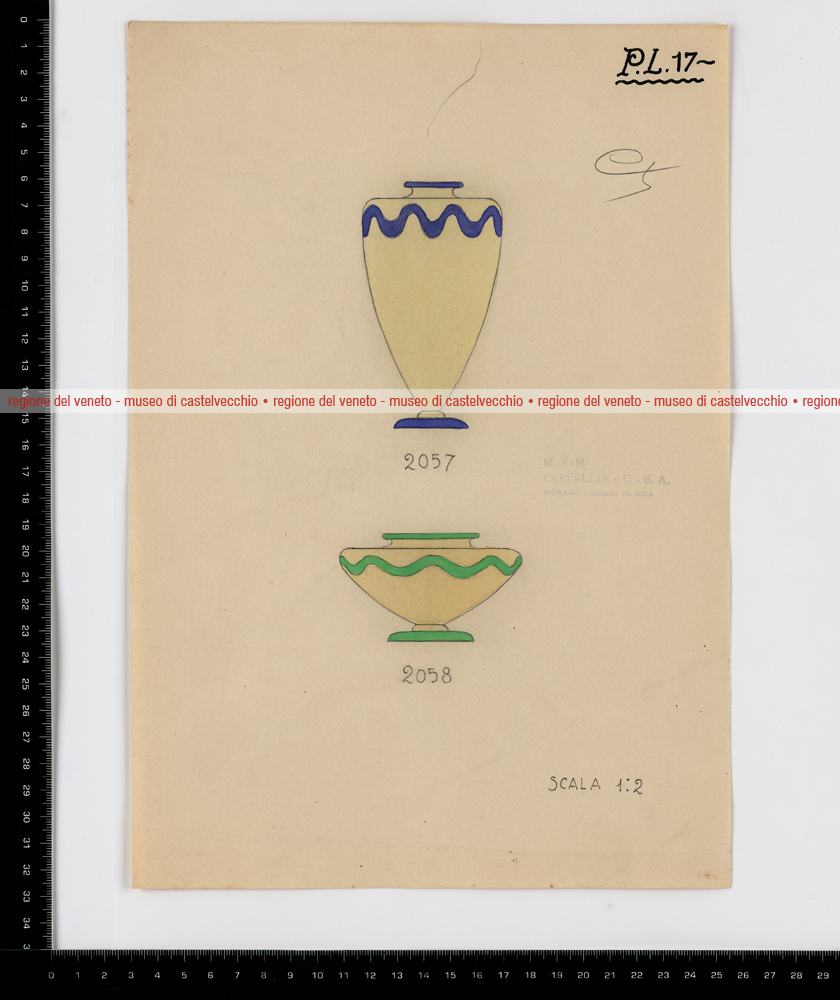 P.L.17~
regione del veneto - museo di castelvecchio • regione del veneto - museo di castelvecchio • regione del veneto - museo di castelvecchio • regione
2057
M.V.M.
CAPPELLIN e C. - S. A.
MURANO - PALAZZO DA MULA
2058
SCALA 1:2
0 1 2 3 4 5 6 7 8 9 10 11 12 13 14 15 16 17 18 19 20 21 22 23 24 25 26 27 28 29 30 31 32 33 34 3
0 1 2 3 4 5 6 7 8 9 10 11 12 13 14 15 16 17 18 19 20 21 22 23 24 25 26 27 28 29